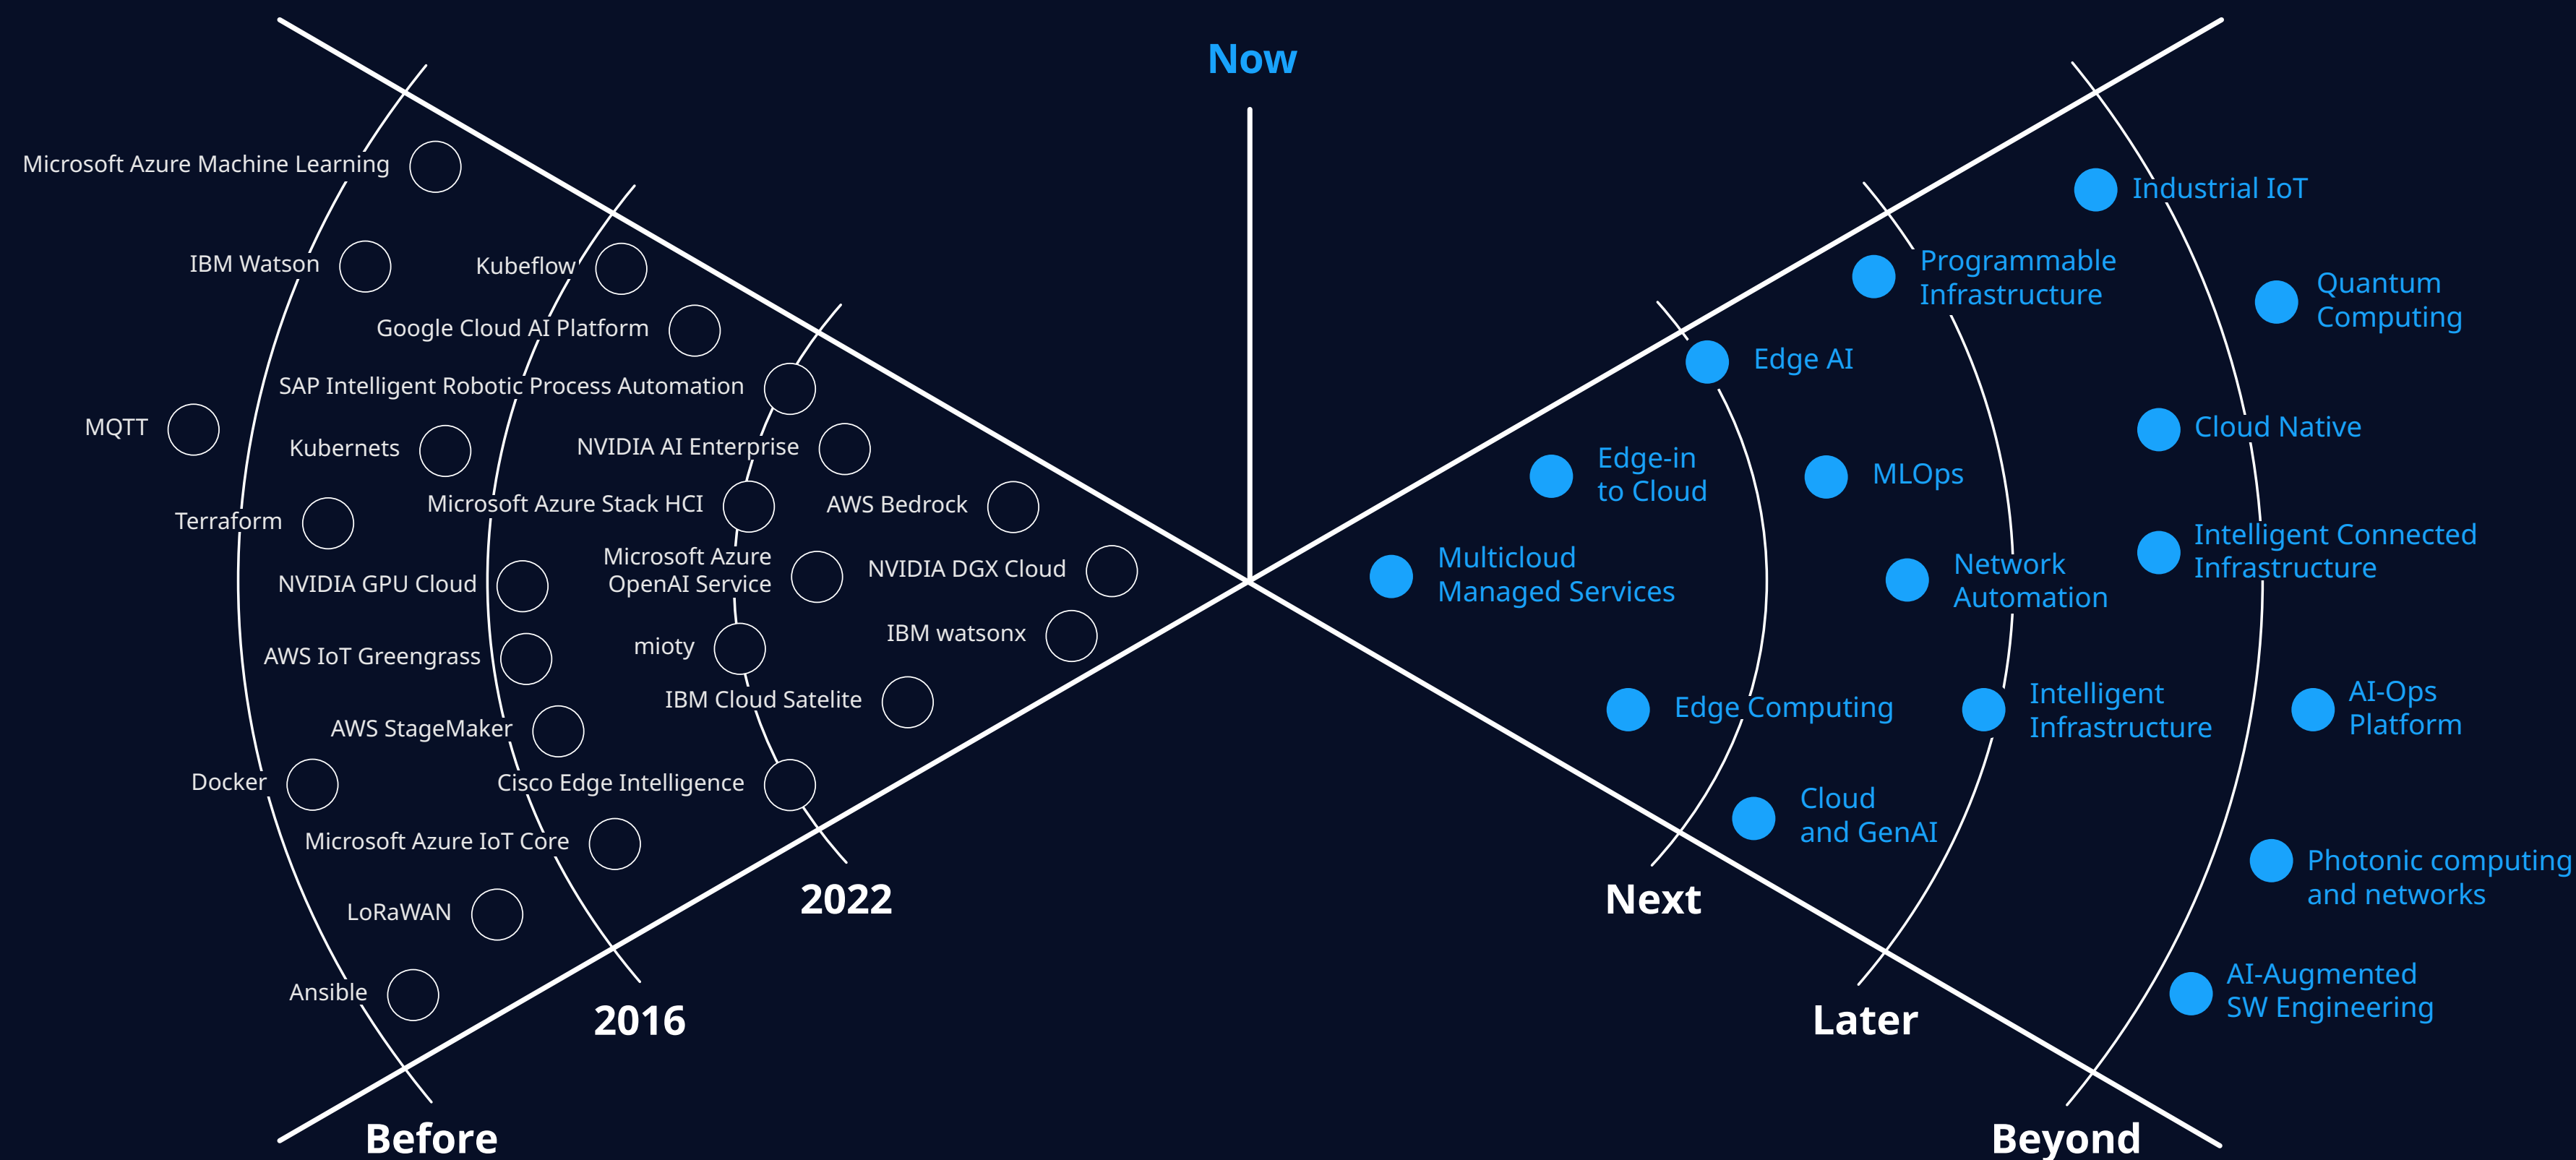 Now
Microsoft Azure Machine Learning
IBM Watson
Kubeflow
Google Cloud AI Platform
SAP Intelligent Robotic Process Automation
MQTT
Kubernets
NVIDIA AI Enterprise
Microsoft Azure Stack HCI
AWS Bedrock
Terraform
Microsoft Azure
OpenAI Service
NVIDIA DGX Cloud
NVIDIA GPU Cloud
IBM watsonx
mioty
AWS IoT Greengrass
IBM Cloud Satelite
AWS StageMaker
Docker
Cisco Edge Intelligence
Microsoft Azure IoT Core
LoRaWAN
Ansible
2022
2016
Before
Industrial IoT
Programmable
Infrastructure
Quantum
Computing
Edge AI
Cloud Native
Edge-in
to Cloud
MLOps
Intelligent Connected
Infrastructure
Multicloud
Managed Services
Network
Automation
Edge Computing
Intelligent
Infrastructure
AI-Ops
Platform
Cloud
and GenAI
Photonic computing
and networks
AI-Augmented
SW Engineering
Next
Later
Beyond